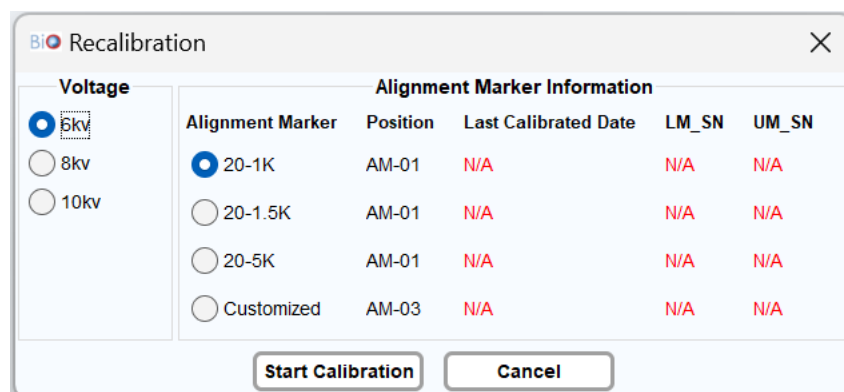 BiO Recalibration
Voltage
6kv
8kv
10kv
Alignment Marker Information
Alignment Marker Position Last Calibrated Date LM_SN UM_SN
20-1K AM-01 N/A N/A N/A
20-1.5K AM-01 N/A N/A N/A
20-5K AM-01 N/A N/A N/A
Customized AM-03 N/A N/A N/A
Start Calibration Cancel